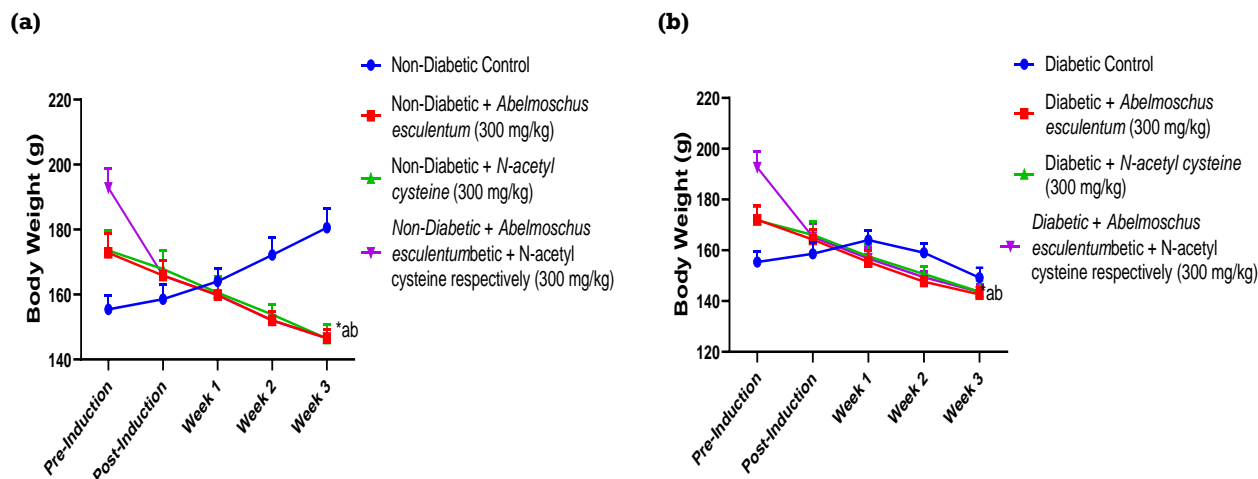 (a)
Non-Diabetic Control
Non-Diabetic + Abelmoschus
esculentum (300 mg/kg)
Non-Diabetic + N-acetyl
cysteine (300 mg/kg)
Non-Diabetic + Abelmoschus
esculentumbetic + N-acetyl
cysteine respectively (300 mg/kg)
Body Weight (g)
220
200
180
160
140
*ab
Pre-Induction
Post-Induction
Week 1
Week 2
Week 3
(b)
Diabetic Control
Diabetic + Abelmoschus
esculentum (300 mg/kg)
Diabetic + N-acetyl cysteine
(300 mg/kg)
Diabetic + Abelmoschus
esculentumbetic + N-acetyl
cysteine respectively (300 mg/kg)
Body Weight (g)
220
200
180
160
140
120
*ab
Pre-Induction
Post-Induction
Week 1
Week 2
Week 3